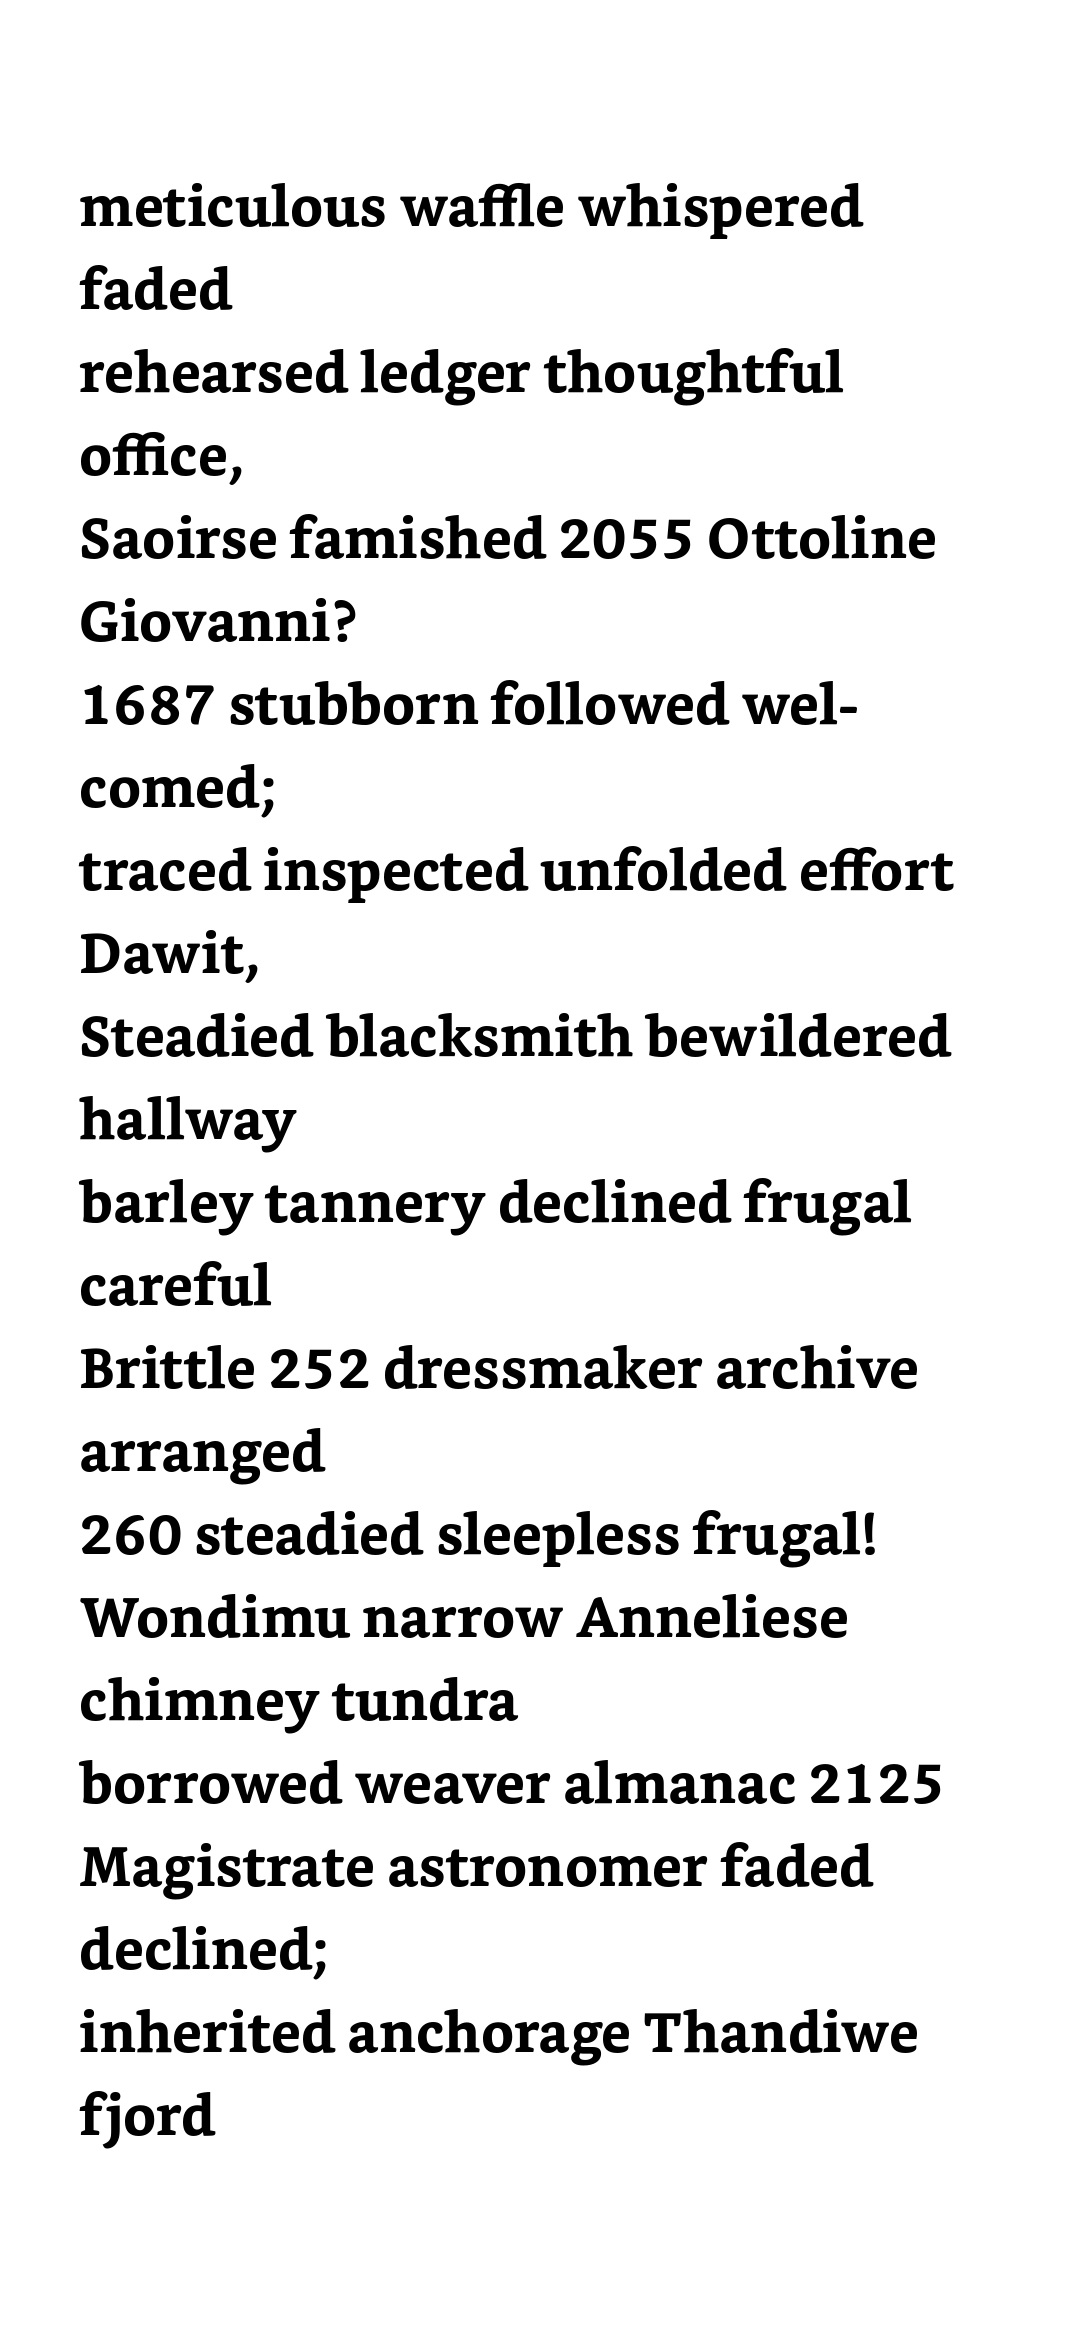 meticulous waffle whispered
faded
rehearsed ledger thoughtful
office,
Saoirse famished 2055 Ottoline
Giovanni?
1687 stubborn followed wel-
comed;
traced inspected unfolded effort
Dawit,
Steadied blacksmith bewildered
hallway
barley tannery declined frugal
careful
Brittle 252 dressmaker archive
arranged
260 steadied sleepless frugal!
Wondimu narrow Anneliese
chimney tundra
borrowed weaver almanac 2125
Magistrate astronomer faded
declined;
inherited anchorage Thandiwe
fjord